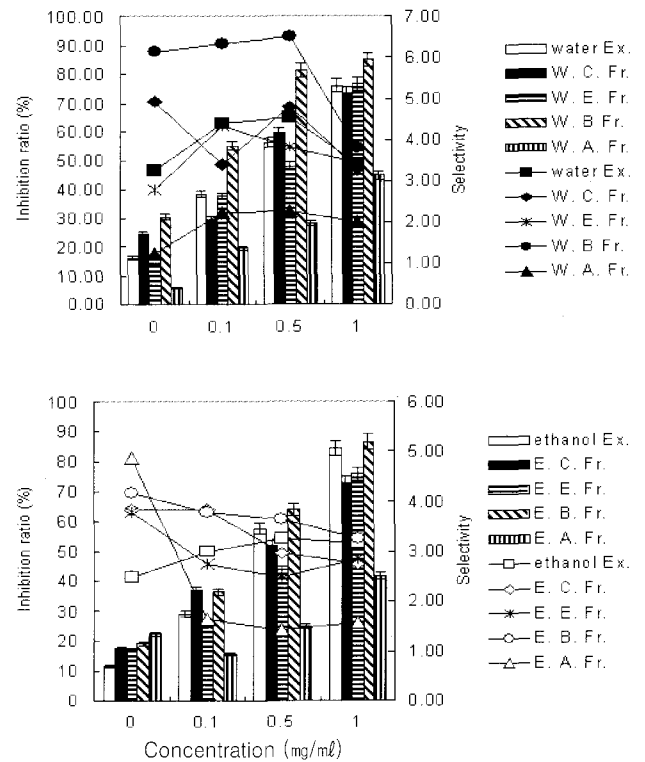 100.00
90.00
80.00
70.00
60.00
50.00
40.00
30.00
20.00
10.00
0.00
Inhibition ratio (%)
7.00
6.00
5.00
4.00
3.00
2.00
1.00
0.00
Selectivity
0
0.1
0.5
1
water Ex.
W. C. Fr.
W. E. Fr.
W. B Fr.
W. A. Fr.
water Ex.
W. C. Fr.
W. E. Fr.
W. B Fr.
W. A. Fr.
100
90
80
70
60
50
40
30
20
10
0
Inhibition ratio (%)
6.00
5.00
4.00
3.00
2.00
1.00
0.00
Selectivity
0
0.1
0.5
1
Concentration (mg/ml)
ethanol Ex.
E. C. Fr.
E. E. Fr.
E. B. Fr.
E. A. Fr.
ethanol Ex.
E. C. Fr.
E. E. Fr.
E. B. Fr.
E. A. Fr.